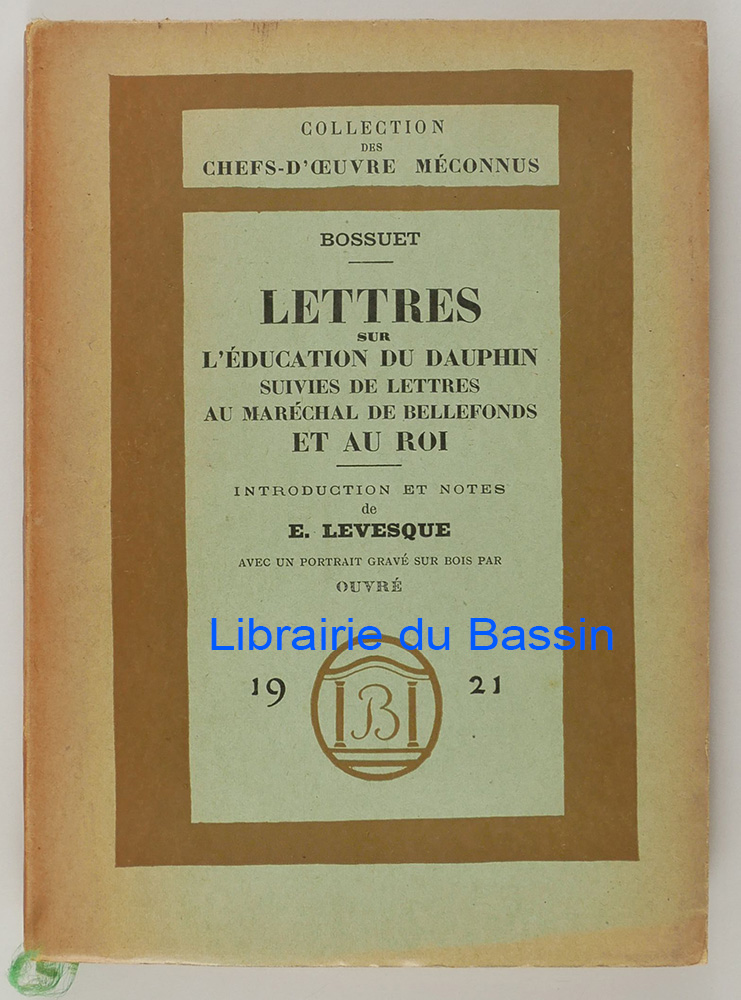 COLLECTION
DES
CHEFS-D'ŒUVRE MÉCONNUS
BOSSUET
LETTRES
SUR
L'ÉDUCATION DU DAUPHIN
SUIVIES DE LETTRES
AU MARÉCHAL DE BELLEFONDS
ET AU ROI
INTRODUCTION ET NOTES
de
E. LEVESQUE
AVEC UN PORTRAIT GRAVÉ SUR BOIS PAR
OUVRÉ
Librairie du Bassin
19 21
B